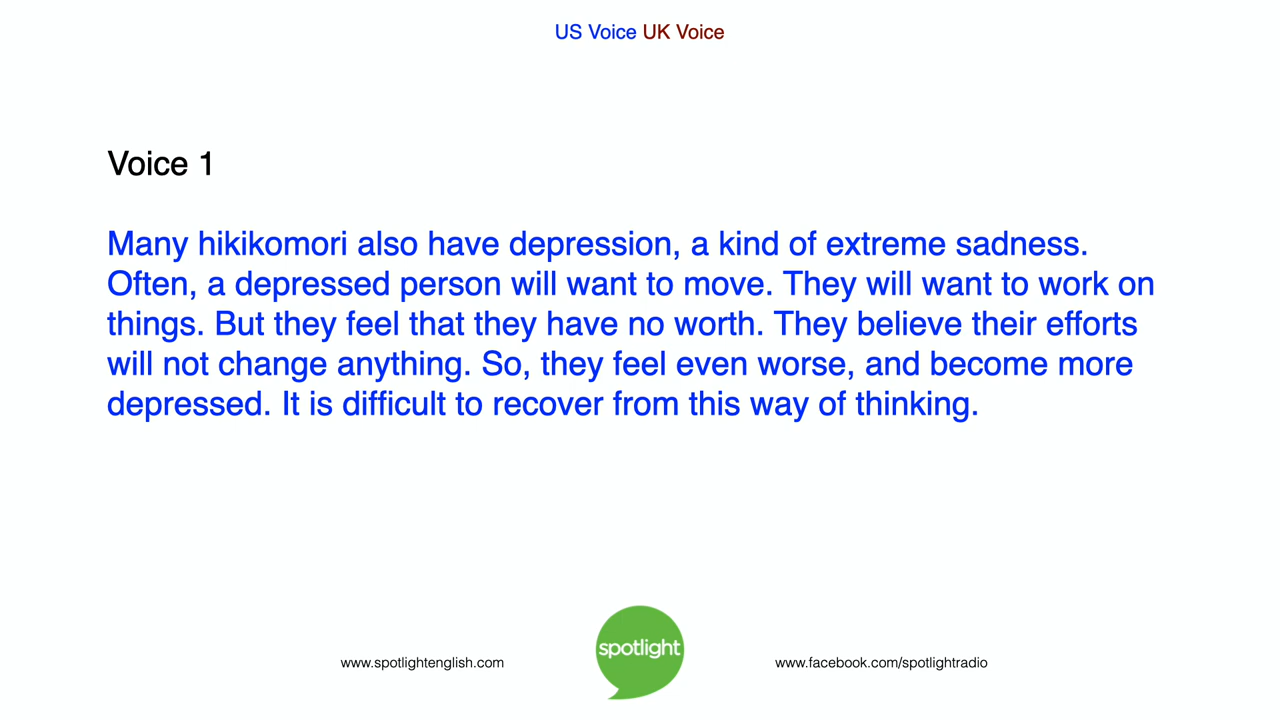 US Voice UK Voice
Voice 1
Many hikikomori also have depression, a kind of extreme sadness.
Often, a depressed person will want to move. They will want to work on
things. But they feel that they have no worth. They believe their efforts
will not change anything. So, they feel even worse, and become more
depressed. It is difficult to recover from this way of thinking.
www.spotlightenglish.com
spotlight
www.facebook.com/spotlightradio